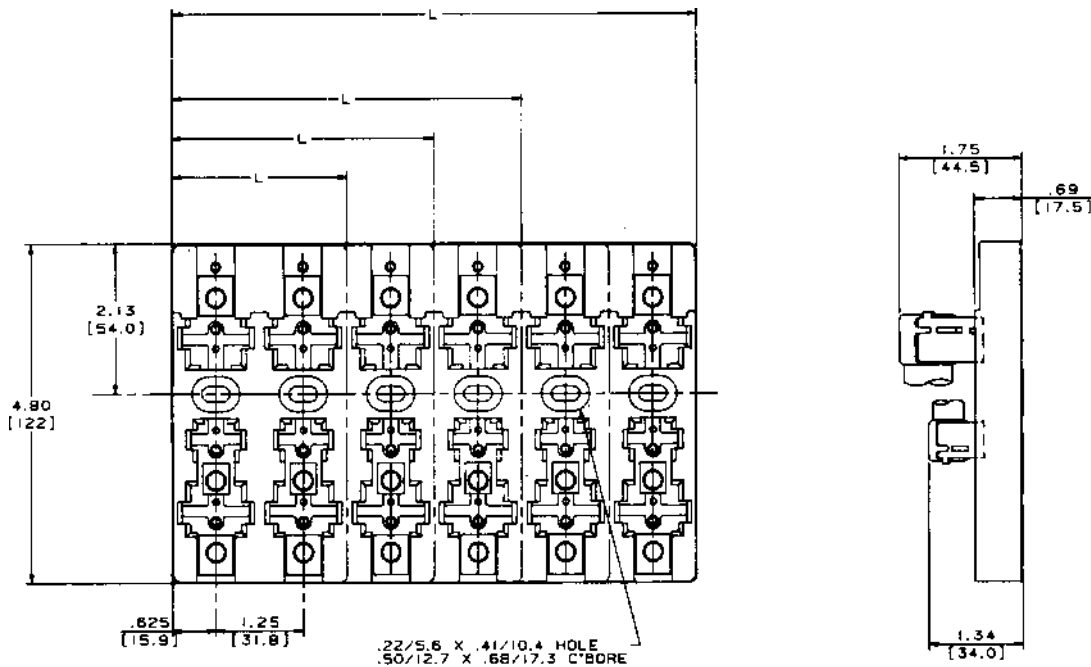 L
L
L
L
1.75
[44.5]
.69
[17.5]
2.13
[54.0]
4.80
[122]
.625
[15.9]
1.25
[31.8]
.22/5.6 X .41/10.4 HOLE
.50/12.7 X .68/17.3 C'BORE
1.34
[34.0]